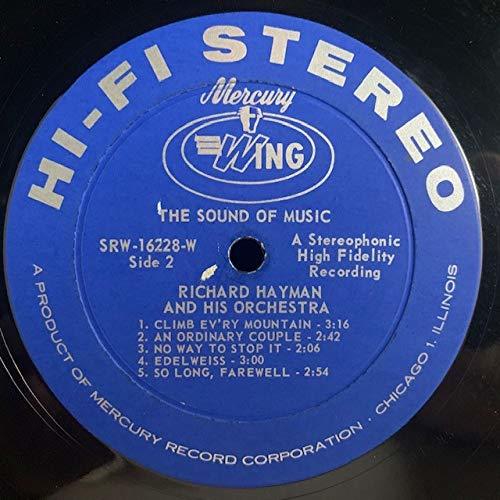 HI-FI STEREO
Mercury
WING
THE SOUND OF MUSIC
SRW-16228-W
Side 2
A Stereophonic
High Fidelity
Recording
RICHARD HAYMAN
AND HIS ORCHESTRA
1. CLIMB EV'RY MOUNTAIN - 3:16
2. AN ORDINARY COUPLE - 2:42
3. NO WAY TO STOP IT - 2:06
4. EDELWEISS - 3:00
5. SO LONG, FAREWELL - 2:54
A PRODUCT OF MERCURY RECORD CORPORATION · CHICAGO 1, ILLINOIS